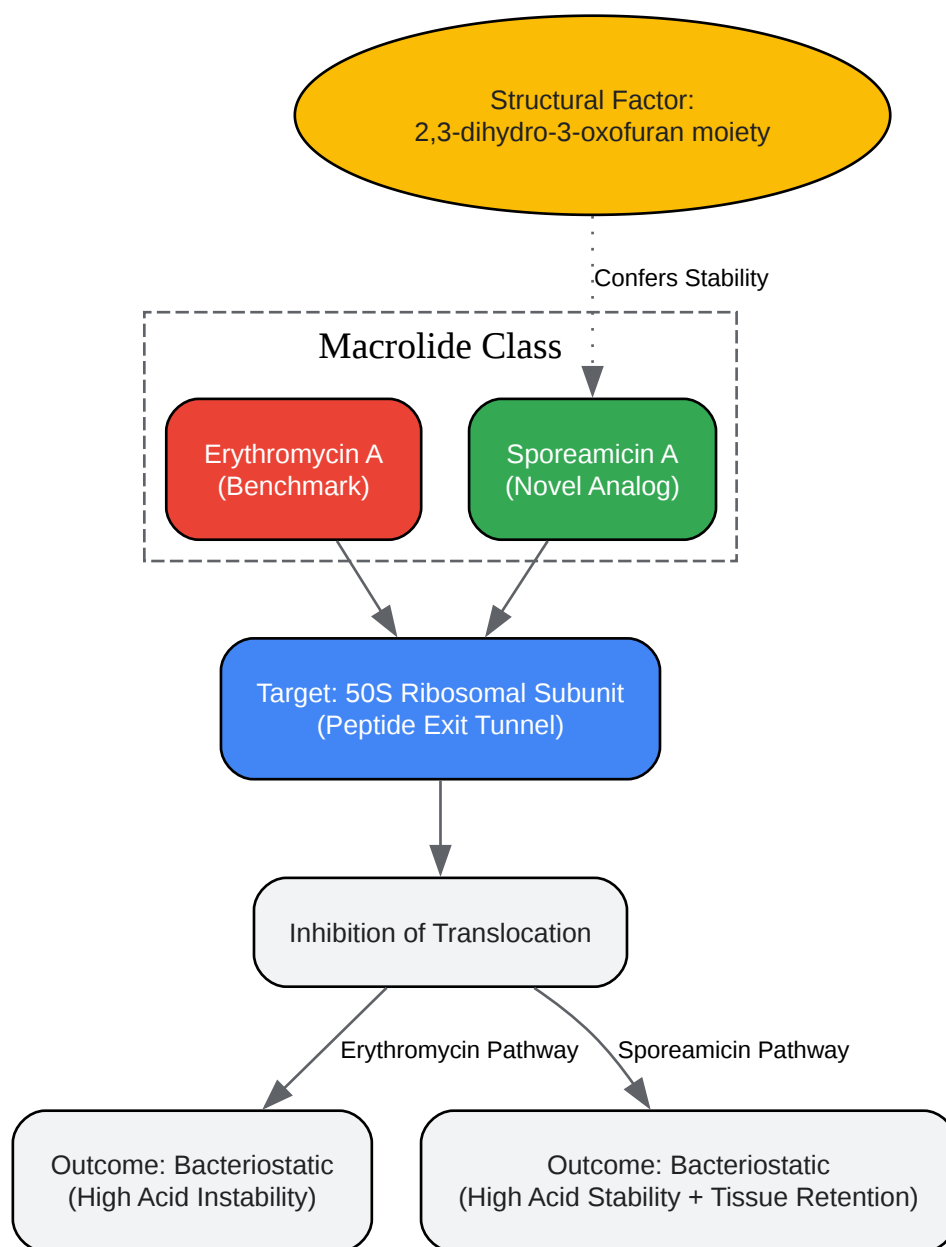 Structural Factor:
2,3-dihydro-3-oxofuran moiety
Confers Stability
Macrolide Class
Erythromycin A
(Benchmark)
Sporeamicin A
(Novel Analog)
Target: 50S Ribosomal Subunit
(Peptide Exit Tunnel)
Inhibition of Translocation
Erythromycin Pathway
Sporeamicin Pathway
Outcome: Bacteriostatic
(High Acid Instability)
Outcome: Bacteriostatic
(High Acid Stability + Tissue Retention)